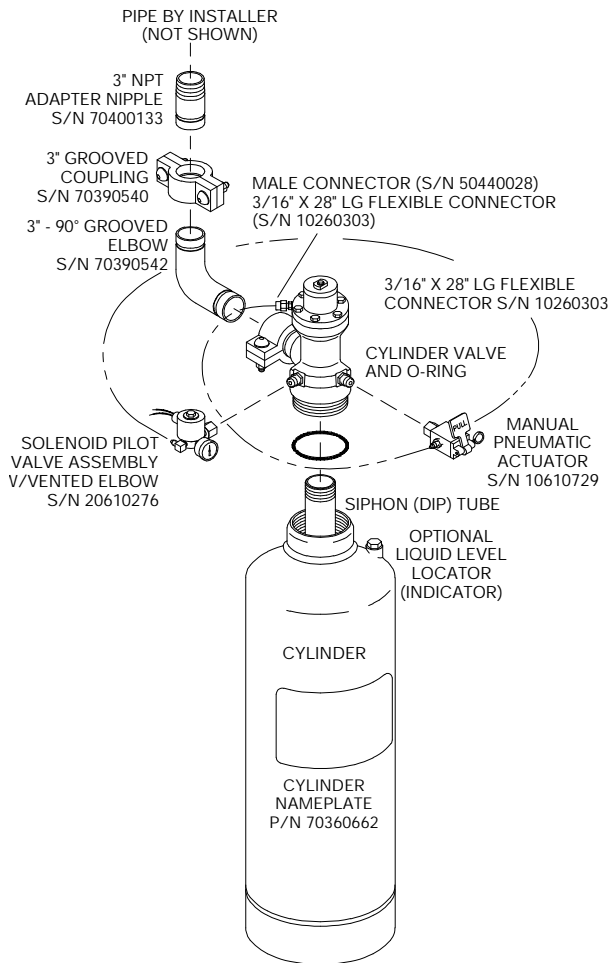 PIPE BY INSTALLER
(NOT SHOWN)
3" NPT
ADAPTER NIPPLE
S/N 70400133
3" GROOVED
COUPLING
S/N 70390540
3" - 90° GROOVED
ELBOW
S/N 70390542
MALE CONNECTOR (S/N 50440028)
3/16" X 28" LG FLEXIBLE CONNECTOR
(S/N 10260303)
3/16" X 28" LG FLEXIBLE
CONNECTOR S/N 10260303
CYLINDER VALVE
AND O-RING
SOLENOID PILOT
VALVE ASSEMBLY
V/VENTED ELBOW
S/N 20610276
PULL
MANUAL
PNEUMATIC
ACTUATOR
S/N 10610729
SIPHON (DIP) TUBE
OPTIONAL
LIQUID LEVEL
LOCATOR
(INDICATOR)
CYLINDER
CYLINDER
NAMEPLATE
P/N 70360662